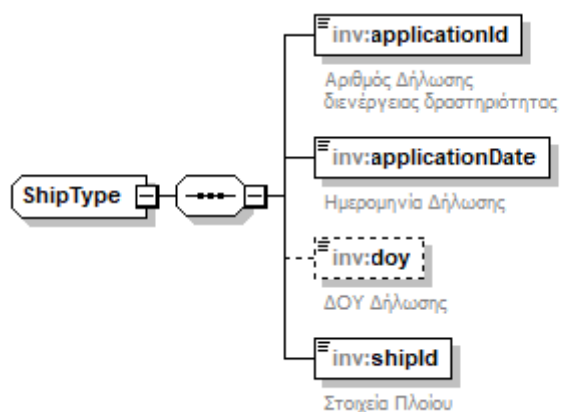 inv:applicationId
Αριθμός Δήλωσης
διενέργειας δραστηριότητας
inv:applicationDate
Ημερομηνία Δήλωσης
ShipType
inv:doy
ΔΟΥ Δήλωσης
inv:shipId
Στοιχεία Πλοίου